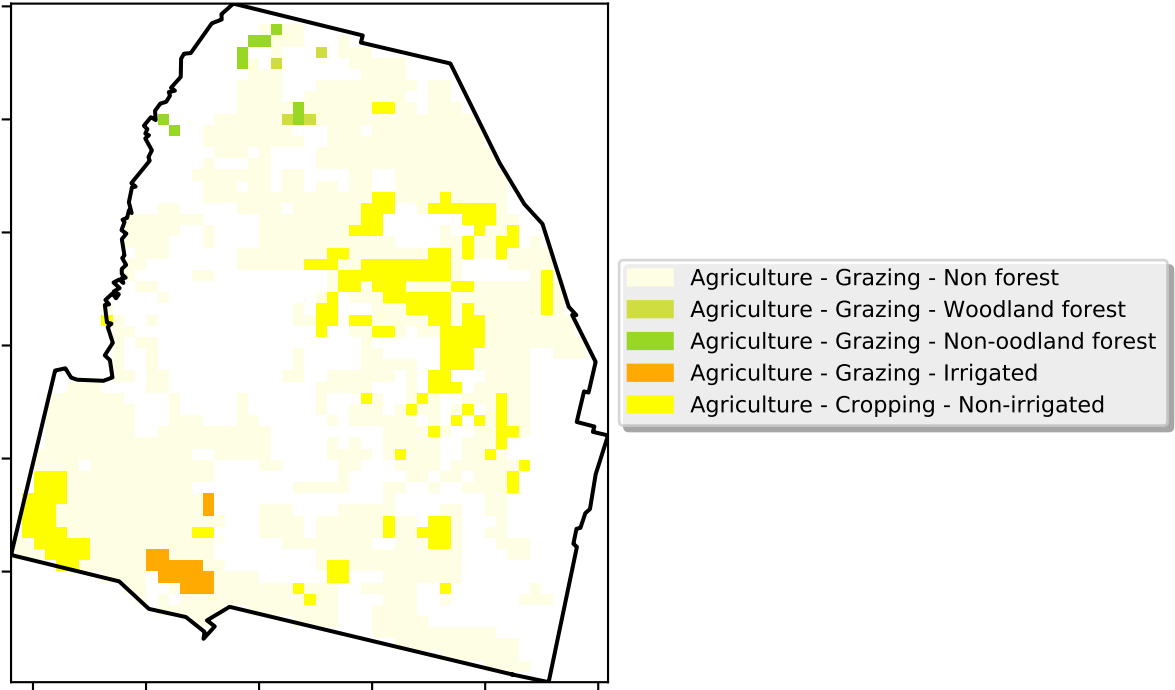 Agriculture - Grazing - Non forest
Agriculture - Grazing - Woodland forest
Agriculture - Grazing - Non-oodland forest
Agriculture - Grazing - Irrigated
Agriculture - Cropping - Non-irrigated